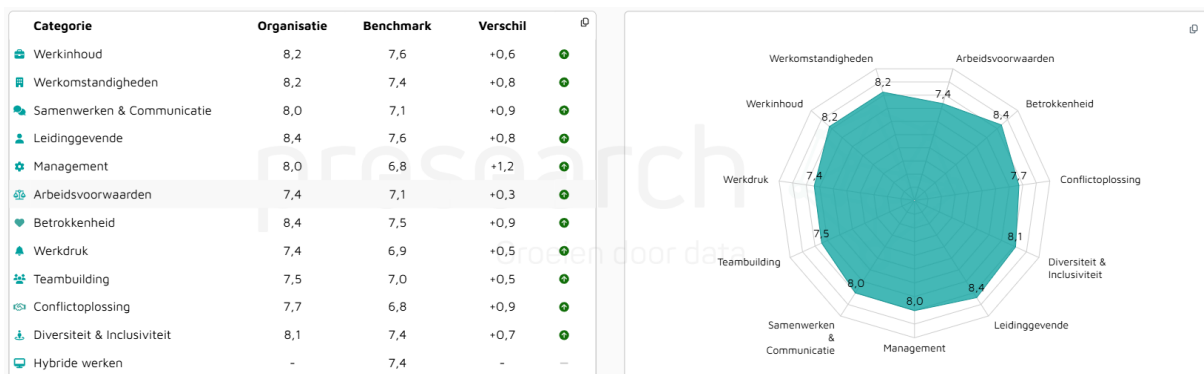 Categorie Organisatie Benchmark Verschil
Werkinhoud 8,2 7,6 +0,6
Werkomstandigheden 8,2 7,4 +0,8
Samenwerken & Communicatie 8,0 7,1 +0,9
Leidinggevende 8,4 7,6 +0,8
Management 8,0 6,8 +1,2
Arbeidsvoorwaarden 7,4 7,1 +0,3
Betrokkenheid 8,4 7,5 +0,9
Werkdruk 7,4 6,9 +0,5
Teambuilding 7,5 7,0 +0,5
Conflictoplossing 7,7 6,8 +0,9
Diversiteit & Inclusiviteit 8,1 7,4 +0,7
Hybride werken - 7,4 - —
presearch
Groeien door data
Werkomstandigheden Arbeidsvoorwaarden
8,2 7,4
Werkinhoud 8,2 8,4 Betrokkenheid
Werkdruk 7,4 7,7 Conflictoplossing
Teambuilding 7,5 8,1 Diversiteit &
Inclusiviteit
8,0 8,0 8,4
Samenwerken
&
Communicatie
Management
Leidinggevende